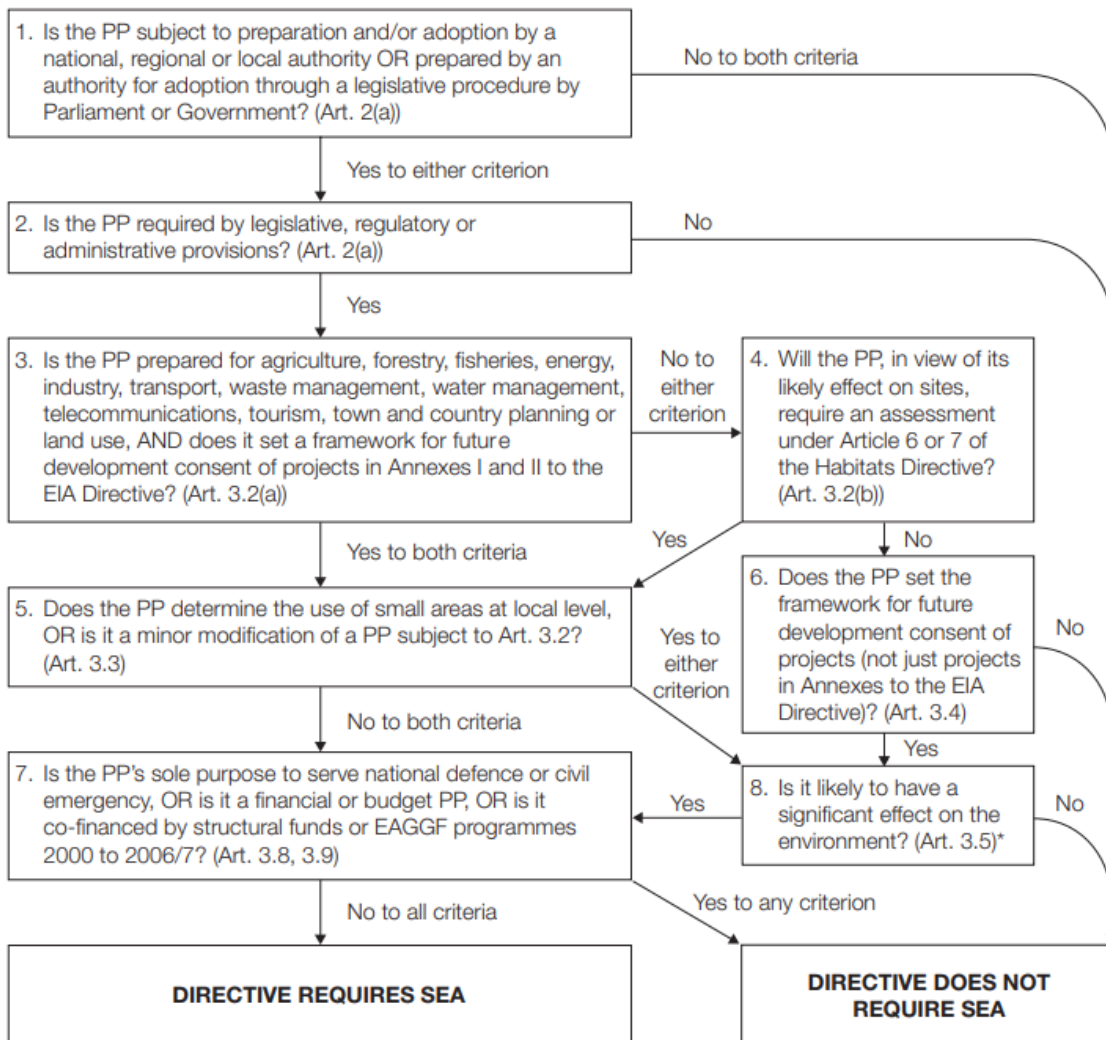 1. Is the PP subject to preparation and/or adoption by a
national, regional or local authority OR prepared by an
authority for adoption through a legislative procedure by
Parliament or Government? (Art. 2(a))
No to both criteria
Yes to either criterion
2. Is the PP required by legislative, regulatory or
administrative provisions? (Art. 2(a))
No
Yes
3. Is the PP prepared for agriculture, forestry, fisheries, energy,
industry, transport, waste management, water management,
telecommunications, tourism, town and country planning or
land use, AND does it set a framework for future
development consent of projects in Annexes I and II to the
EIA Directive? (Art. 3.2(a))
No to
either
criterion
4. Will the PP, in view of its
likely effect on sites,
require an assessment
under Article 6 or 7 of
the Habitats Directive?
(Art. 3.2(b))
Yes to both criteria
Yes
No
5. Does the PP determine the use of small areas at local level,
OR is it a minor modification of a PP subject to Art. 3.2?
(Art. 3.3)
Yes to
either
criterion
6. Does the PP set the
framework for future
development consent of
projects (not just projects
in Annexes to the EIA
Directive)? (Art. 3.4)
No
No to both criteria
Yes
7. Is the PP's sole purpose to serve national defence or civil
emergency, OR is it a financial or budget PP, OR is it
co-financed by structural funds or EAGGF programmes
2000 to 2006/7? (Art. 3.8, 3.9)
Yes
8. Is it likely to have a
significant effect on the
environment? (Art. 3.5)*
No
No to all criteria
Yes to any criterion
DIRECTIVE REQUIRES SEA
DIRECTIVE DOES NOT
REQUIRE SEA